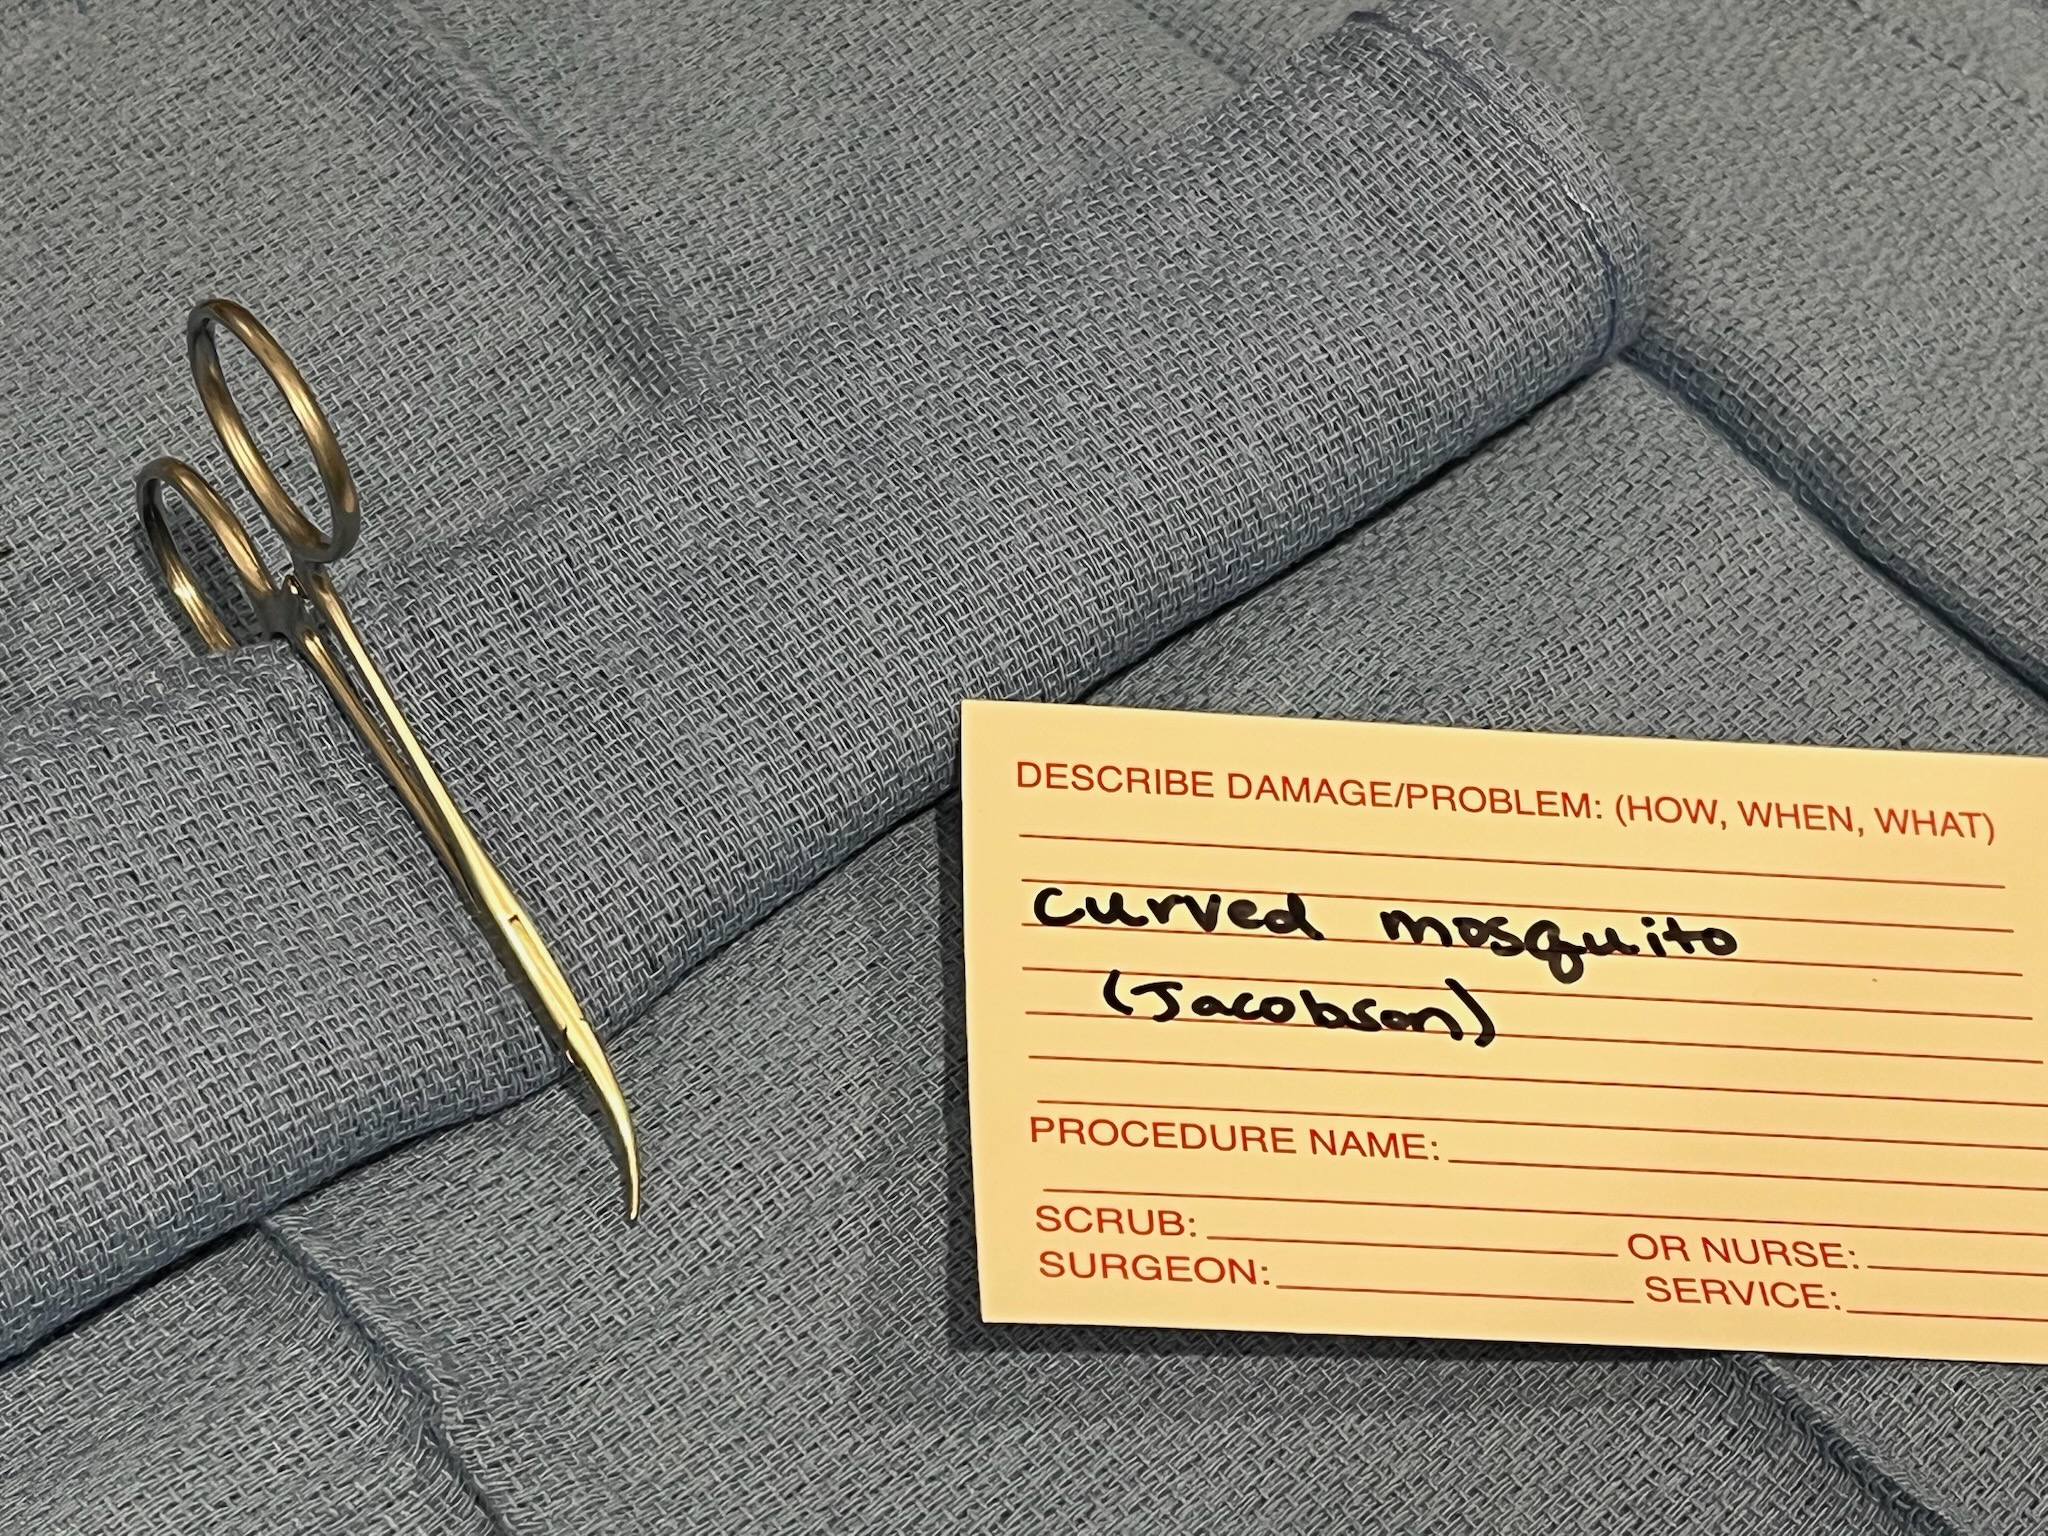 DESCRIBE DAMAGE/PROBLEM: (HOW, WHEN, WHAT)
curved mosquito
(Jacobson)
PROCEDURE NAME:
SCRUB: OR NURSE:
SURGEON: SERVICE: